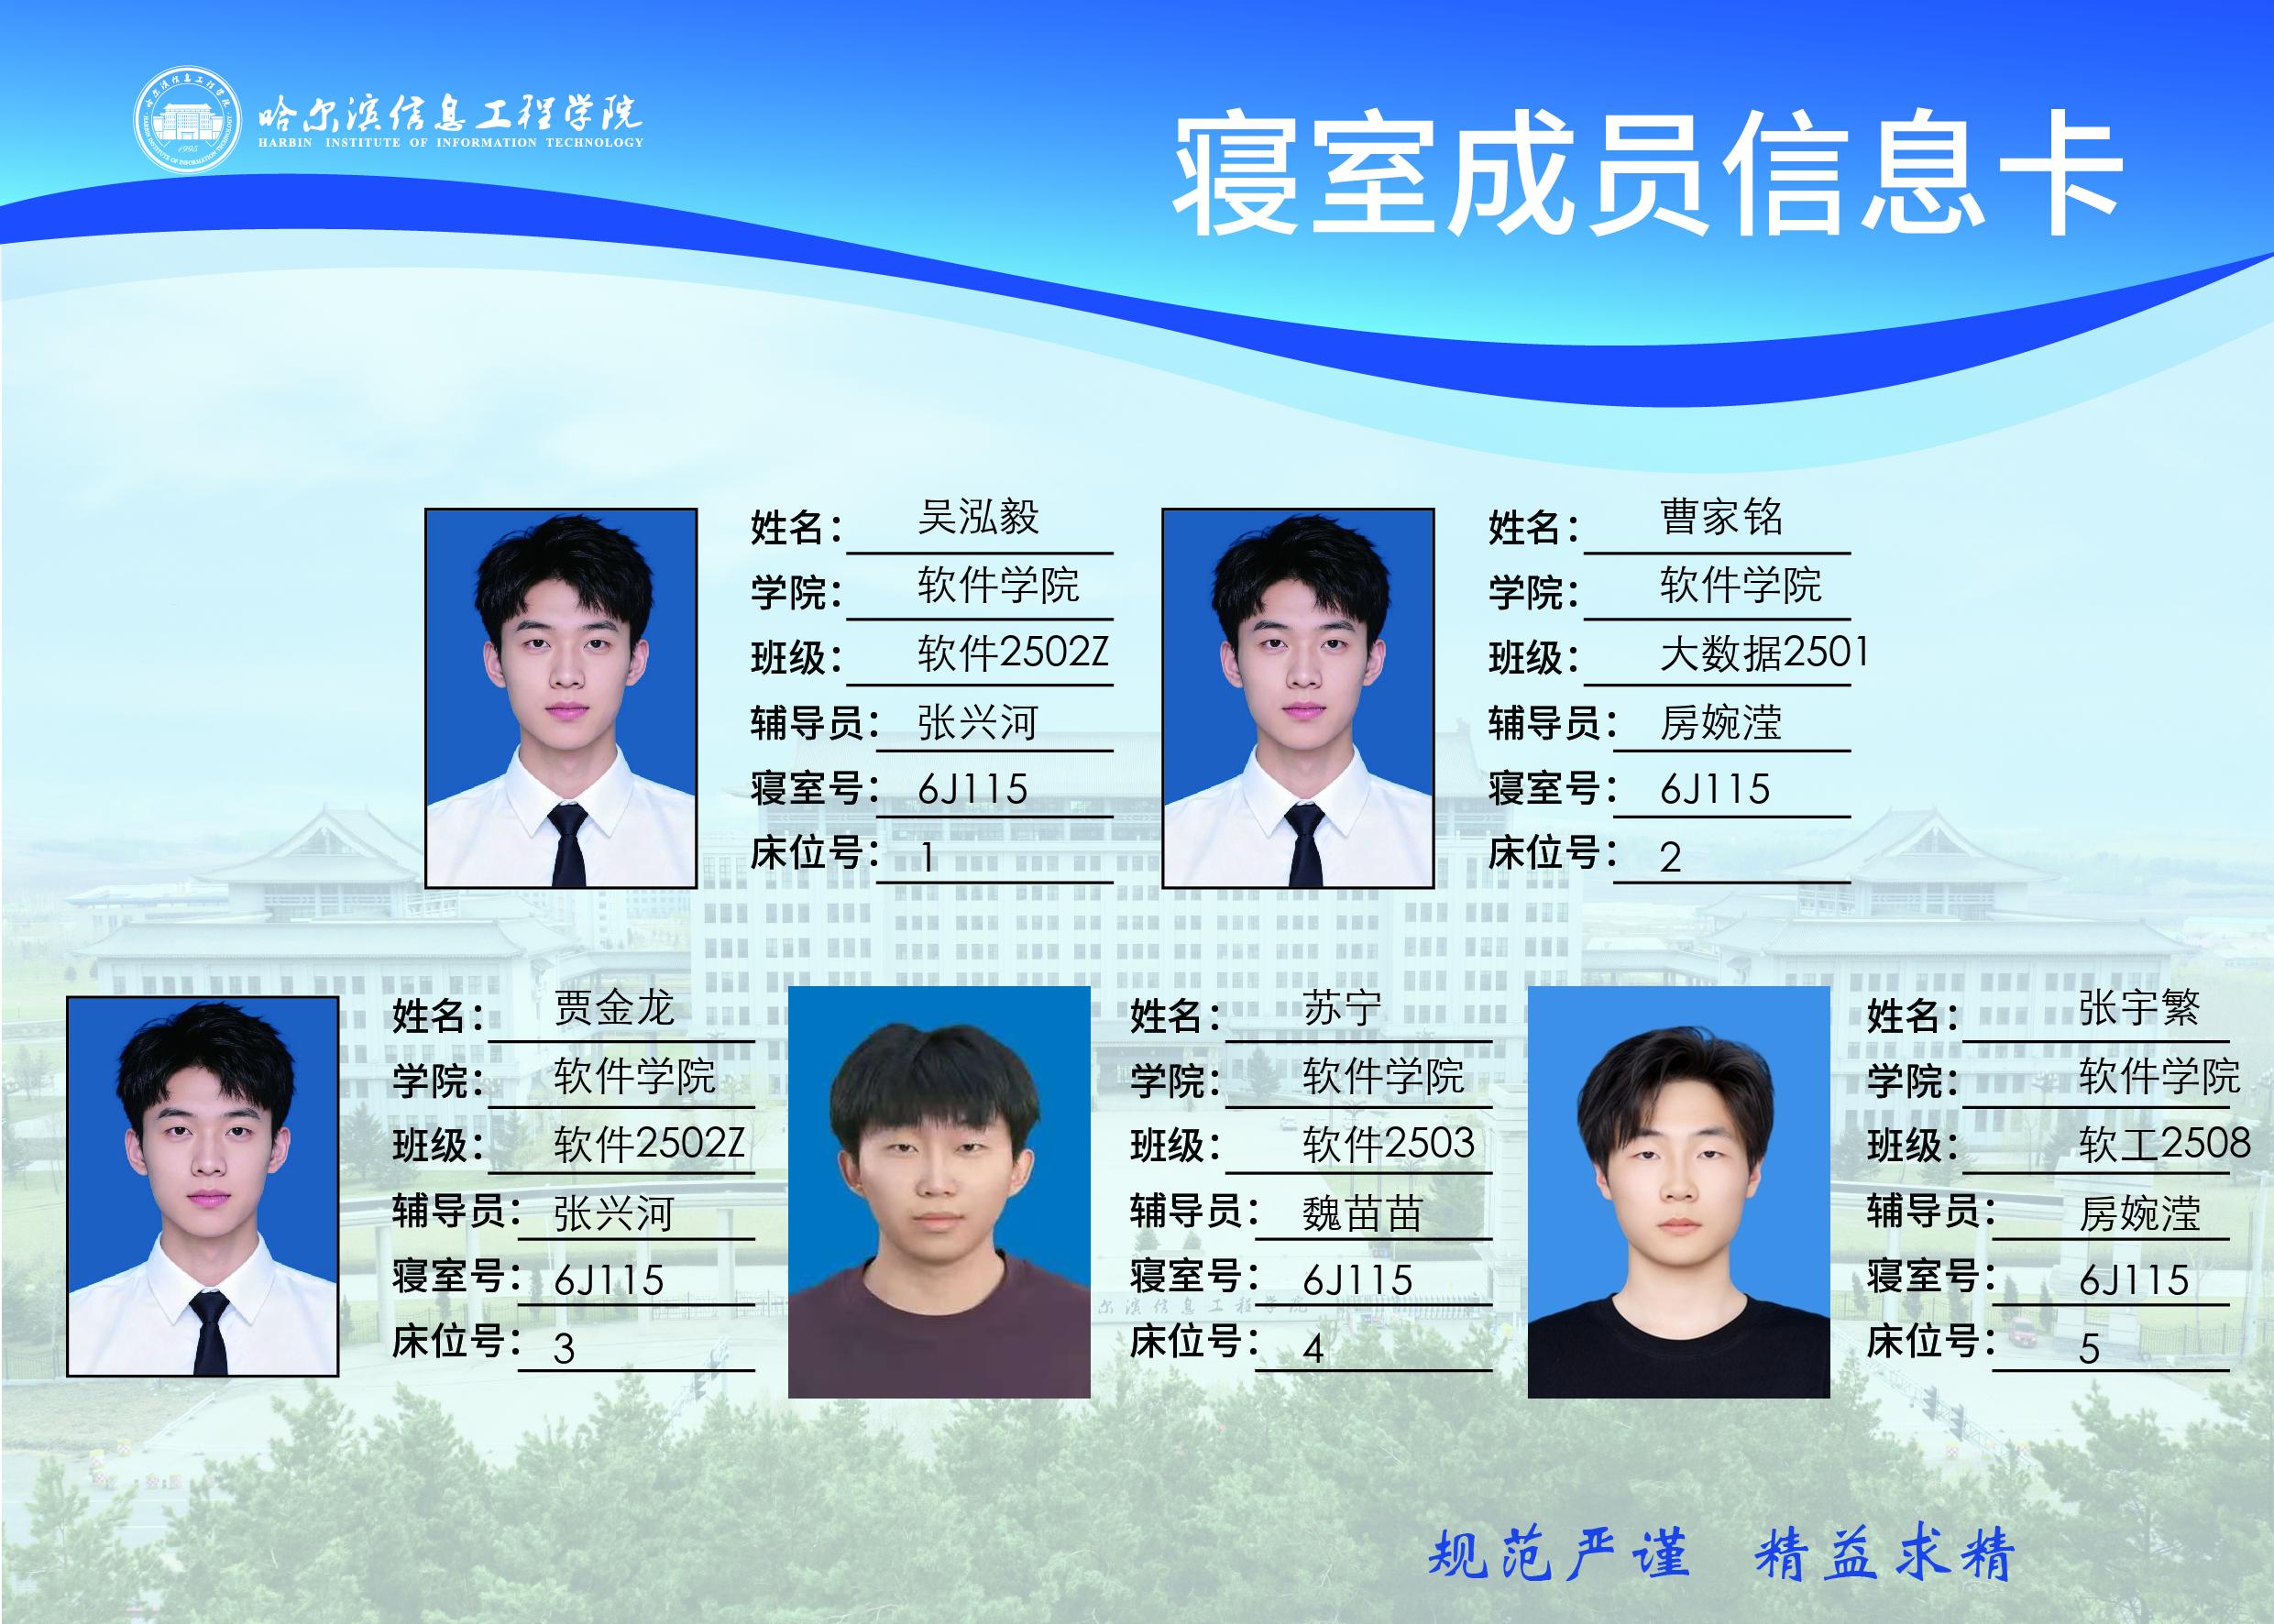 哈尔滨信息工程学院
HARBIN INSTITUTE OF INFORMATION TECHNOLOGY
1995
寝室成员信息卡
姓名： 吴泓毅
学院： 软件学院
班级： 软件2502Z
辅导员： 张兴河
寝室号： 6J115
床位号： 1
姓名： 曹家铭
学院： 软件学院
班级： 大数据2501
辅导员： 房婉滢
寝室号： 6J115
床位号： 2
姓名： 贾金龙
学院： 软件学院
班级： 软件2502Z
辅导员： 张兴河
寝室号： 6J115
床位号： 3
姓名： 苏宁
学院： 软件学院
班级： 软件2503
辅导员： 魏苗苗
寝室号： 6J115
床位号： 4
姓名： 张宇繁
学院： 软件学院
班级： 软工2508
辅导员： 房婉滢
寝室号： 6J115
床位号： 5
尔滨信息工程学院
规范严谨 精益求精